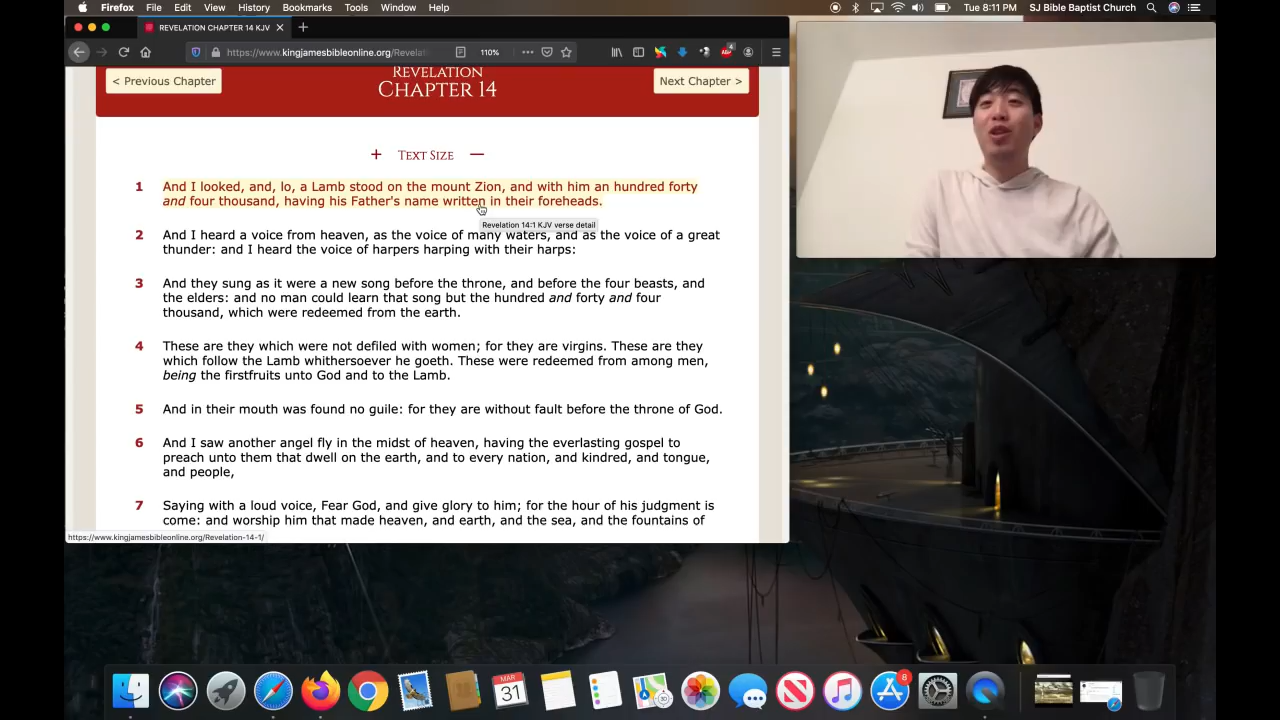 Firefox File Edit View History Bookmarks Tools Window Help Tue 8:11 PM SJ Bible Baptist Church
REVELATION CHAPTER 14 KJV
https://www.kingjamesbibleonline.org/Revelat 110%
4
< Previous Chapter
REVELATION
CHAPTER 14
Next Chapter >
+ TEXT SIZE —
1 And I looked, and, lo, a Lamb stood on the mount Zion, and with him an hundred forty
and four thousand, having his Father's name written in their foreheads.
Revelation 14:1 KJV verse detail
2 And I heard a voice from heaven, as the voice of many waters, and as the voice of a great
thunder: and I heard the voice of harpers harping with their harps:
3 And they sung as it were a new song before the throne, and before the four beasts, and
the elders: and no man could learn that song but the hundred and forty and four
thousand, which were redeemed from the earth.
4 These are they which were not defiled with women; for they are virgins. These are they
which follow the Lamb whithersoever he goeth. These were redeemed from among men,
being the firstfruits unto God and to the Lamb.
5 And in their mouth was found no guile: for they are without fault before the throne of God.
6 And I saw another angel fly in the midst of heaven, having the everlasting gospel to
preach unto them that dwell on the earth, and to every nation, and kindred, and tongue,
and people,
7 Saying with a loud voice, Fear God, and give glory to him; for the hour of his judgment is
come: and worship him that made heaven, and earth, and the sea, and the fountains of
https://www.kingjamesbibleonline.org/Revelation-14-1/
MAR
31
8